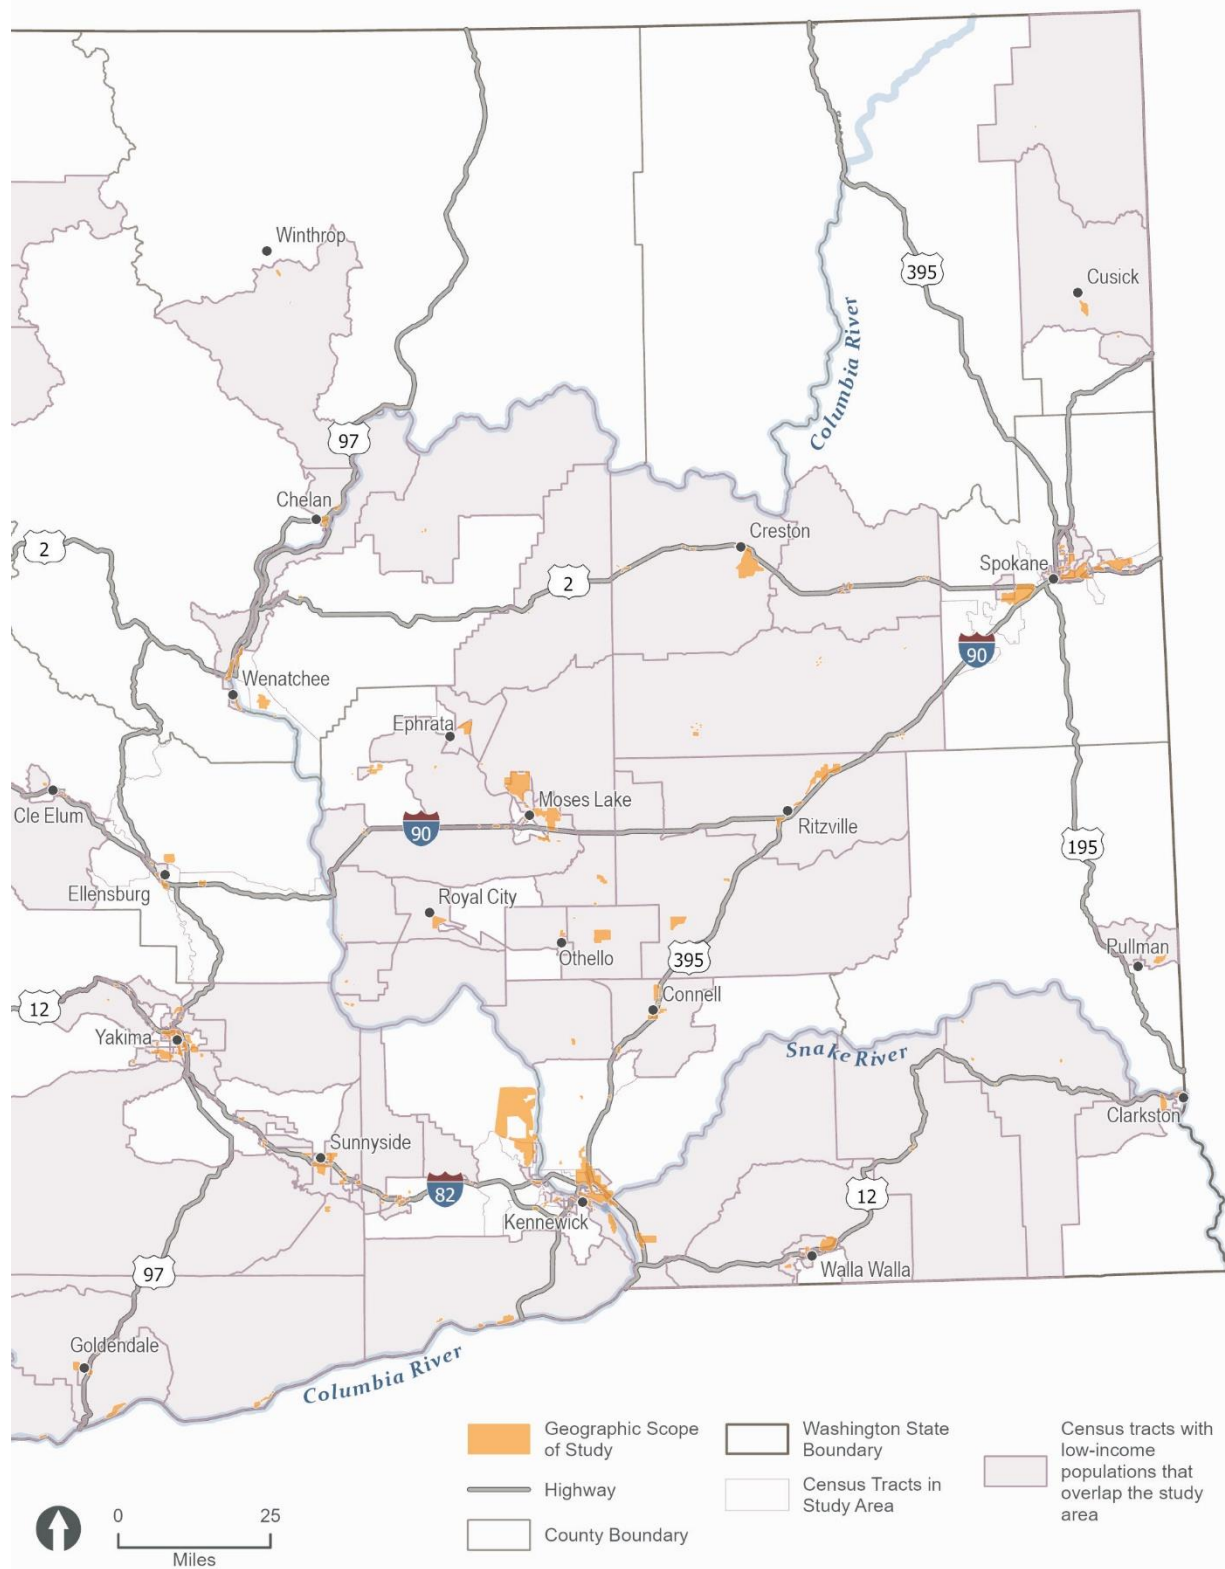 Winthrop
395
Cusick
Columbia River
97
Chelan
2
Creston
2
Spokane
90
Wenatchee
Ephrata
Moses Lake
Cle Elum
90
Ritzville
195
Ellensburg
Royal City
Othello
395
Pullman
12
Connell
Yakima
Snake River
Clarkston
Sunnyside
82
12
Kennewick
97
Walla Walla
Goldendale
Columbia River
Geographic Scope
of Study
Highway
County Boundary
Washington State
Boundary
Census Tracts in
Study Area
Census tracts with
low-income
populations that
overlap the study
area
0
25
Miles